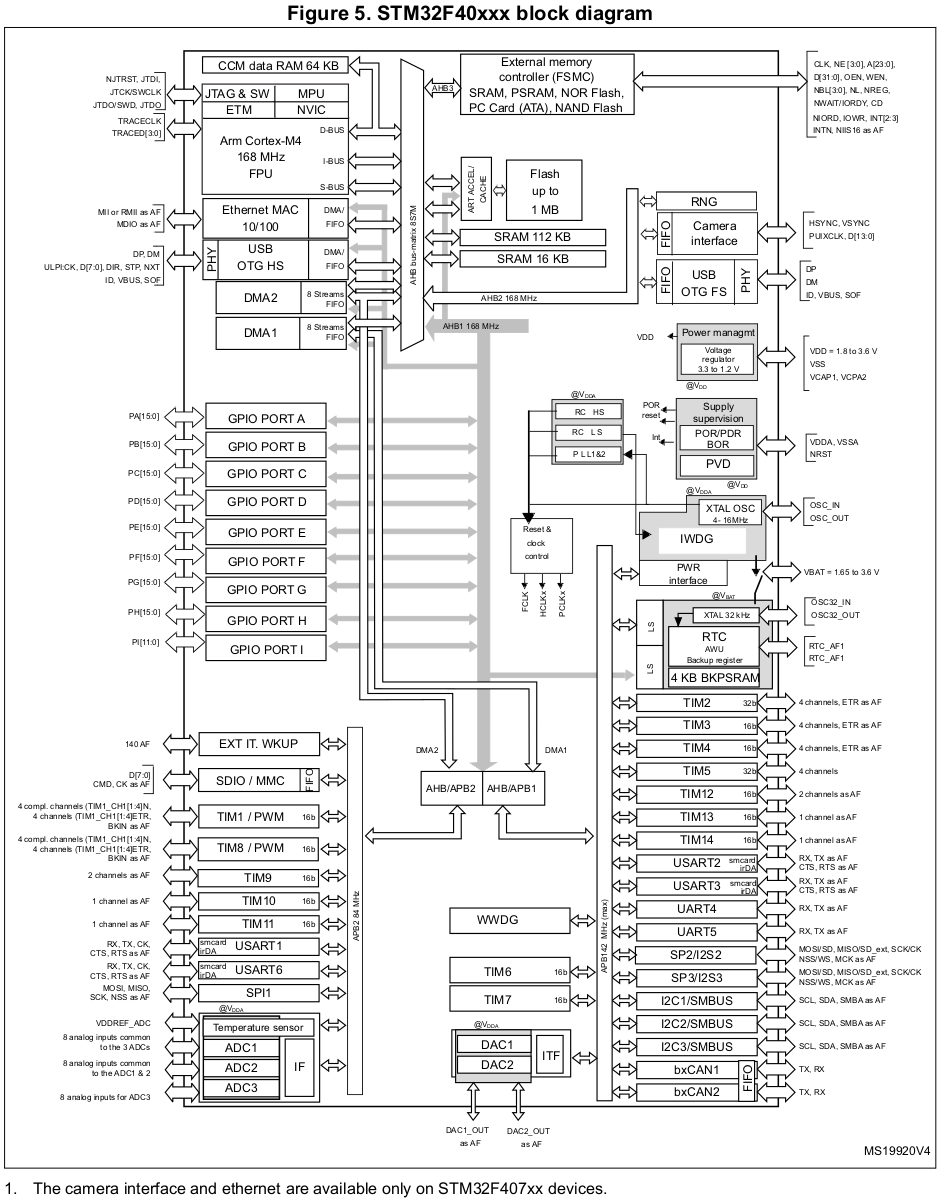 Figure 5. STM32F40xxx block diagram
CCM data RAM 64 KB
NJTRST, JTDI,
JTCK/SWCLK
JTDO/SWD, JTDO
TRACECLK
TRACED[3:0]
JTAG & SW
MPU
ETM
NVIC
Arm Cortex-M4
168 MHz
FPU
D-BUS
I-BUS
S-BUS
MII or RMII as AF
MDIO as AF
Ethernet MAC
10/100
DMA/
FIFO
DP, DM
ULPI:CK, D[7:0], DIR, STP, NXT
ID, VBUS, SOF
PHY
USB
OTG HS
DMA/
FIFO
DMA2
8 Streams
FIFO
DMA1
8 Streams
FIFO
AHB bus-matrix 8S7M
AHB3
External memory
controller (FSMC)
SRAM, PSRAM, NOR Flash,
PC Card (ATA), NAND Flash
CLK, NE [3:0], A[23:0],
D[31:0], OEN, WEN,
NBL[3:0], NL, NREG,
NWAIT/IORDY, CD
NIORD, IOWR, INT[2:3]
INTN, NIIS16 as AF
ART ACCEL/
CACHE
Flash
up to
1 MB
SRAM 112 KB
SRAM 16 KB
AHB2 168 MHz
AHB1 168 MHz
RNG
FIFO
Camera
interface
HSYNC, VSYNC
PUIXCLK, D[13:0]
FIFO
USB
OTG FS
PHY
DP
DM
ID, VBUS, SOF
VDD
Power managmt
Voltage
regulator
3.3 to 1.2 V
VDD = 1.8 to 3.6 V
VSS
VCAP1, VCPA2
@VDD
@VDDA
RC HS
RC LS
P LL1&2
POR
reset
Int
Supply
supervision
POR/PDR
BOR
PVD
VDDA, VSSA
NRST
@VDD
@VDDA
XTAL OSC
4- 16MHz
OSC_IN
OSC_OUT
IWDG
Reset &
clock
control
FCLK
HCLKx
PCLKx
PWR
interface
VBAT = 1.65 to 3.6 V
@VBAT
LS
LS
XTAL 32 kHz
OSC32_IN
OSC32_OUT
RTC
AWU
Backup register
RTC_AF1
RTC_AF1
4 KB BKPSRAM
PA[15:0]
GPIO PORT A
PB[15:0]
GPIO PORT B
PC[15:0]
GPIO PORT C
PD[15:0]
GPIO PORT D
PE[15:0]
GPIO PORT E
PF[15:0]
GPIO PORT F
PG[15:0]
GPIO PORT G
PH[15:0]
GPIO PORT H
PI[11:0]
GPIO PORT I
DMA2
DMA1
AHB/APB2
AHB/APB1
140 AF
EXT IT. WKUP
D[7:0]
CMD, CK as AF
SDIO / MMC
FIFO
4 compl. channels (TIM1_CH1[1:4]N,
4 channels (TIM1_CH1[1:4]ETR,
BKIN as AF
TIM1 / PWM 16b
4 compl. channels (TIM1_CH1[1:4]N,
4 channels (TIM1_CH1[1:4]ETR,
BKIN as AF
TIM8 / PWM 16b
2 channels as AF
TIM9 16b
1 channel as AF
TIM10 16b
1 channel as AF
TIM11 16b
RX, TX, CK,
CTS, RTS as AF
smcard
irDA
USART1
RX, TX, CK,
CTS, RTS as AF
smcard
irDA
USART6
MOSI, MISO,
SCK, NSS as AF
SPI1
@VDDA
VDDREF_ADC
Temperature sensor
8 analog inputs common
to the 3 ADCs
ADC1
8 analog inputs common
to the ADC1 & 2
ADC2
8 analog inputs for ADC3
ADC3
IF
APB2 84 MHz
WWDG
TIM6 16b
TIM7 16b
@VDDA
DAC1
DAC2
ITF
DAC1_OUT
as AF
DAC2_OUT
as AF
APB142 MHz (max)
TIM2 32b
4 channels, ETR as AF
TIM3 16b
4 channels, ETR as AF
TIM4 16b
4 channels, ETR as AF
TIM5 32b
4 channels
TIM12 16b
2 channels as AF
TIM13 16b
1 channel as AF
TIM14 16b
1 channel as AF
USART2
smcard
irDA
RX, TX as AF
CTS, RTS as AF
USART3
smcard
irDA
RX, TX as AF
CTS, RTS as AF
UART4
RX, TX as AF
UART5
RX, TX as AF
SP2/I2S2
MOSI/SD, MISO/SD_ext, SCK/CK
NSS/WS, MCK as AF
SP3/I2S3
MOSI/SD, MISO/SD_ext, SCK/CK
NSS/WS, MCK as AF
I2C1/SMBUS
SCL, SDA, SMBA as AF
I2C2/SMBUS
SCL, SDA, SMBA as AF
I2C3/SMBUS
SCL, SDA, SMBA as AF
bxCAN1
TX, RX
bxCAN2
FIFO
TX, RX
MS19920V4
1. The camera interface and ethernet are available only on STM32F407xx devices.